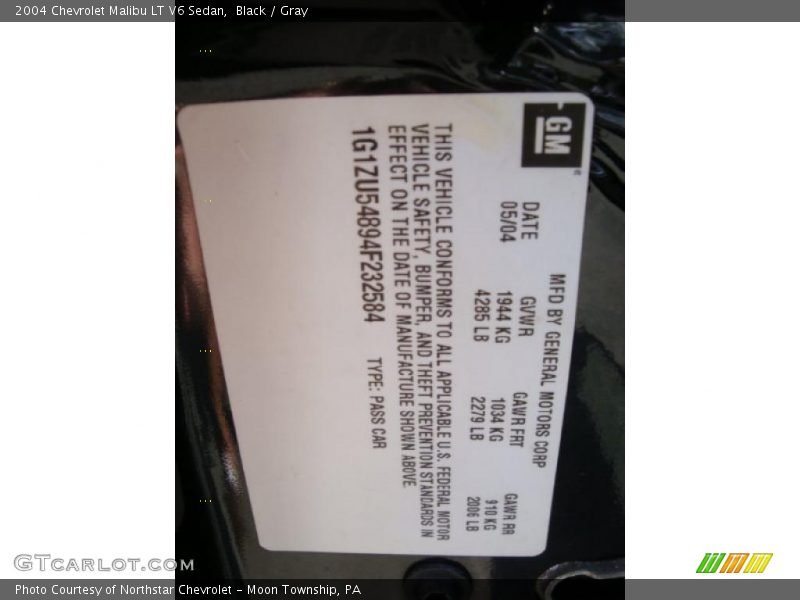 2004 Chevrolet Malibu LT V6 Sedan, Black / Gray
GM
MFD BY GENERAL MOTORS CORP
DATE GVWR GAWR FRT GAWR RR
05/04 1944 KG 1034 KG 910 KG
4285 LB 2279 LB 2006 LB
THIS VEHICLE CONFORMS TO ALL APPLICABLE U.S. FEDERAL MOTOR
VEHICLE SAFETY, BUMPER, AND THEFT PREVENTION STANDARDS IN
EFFECT ON THE DATE OF MANUFACTURE SHOWN ABOVE.
1G1ZU54894F232584 TYPE: PASS CAR
GTCARLOT.COM
Photo Courtesy of Northstar Chevrolet - Moon Township, PA